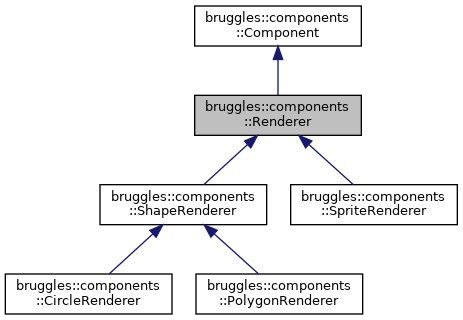 bruggles::components
::Component
bruggles::components
::Renderer
bruggles::components
::ShapeRenderer
bruggles::components
::SpriteRenderer
bruggles::components
::CircleRenderer
bruggles::components
::PolygonRenderer